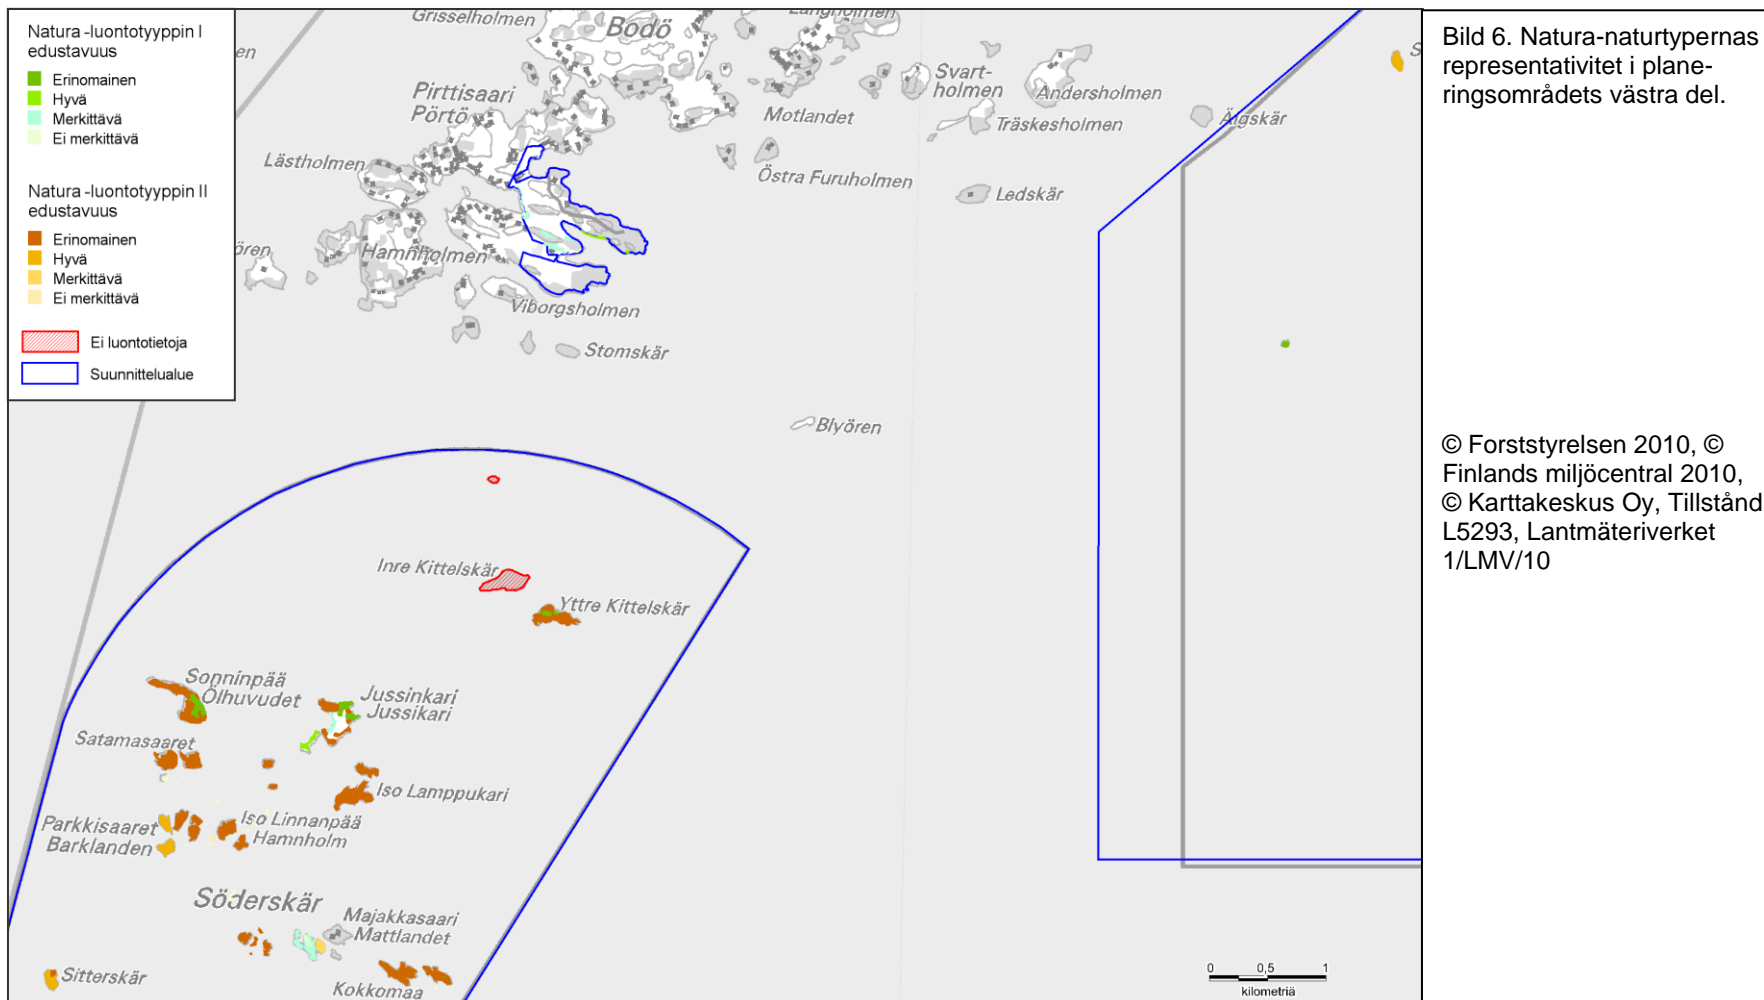 Natura -luontotyyppin I
edustavuus
Erinomainen
Hyvä
Merkittävä
Ei merkittävä
Natura -luontotyyppin II
edustavuus
Erinomainen
Hyvä
Merkittävä
Ei merkittävä
Ei luontotietoja
Suunnittelualue
Grisselholmen
Bodö
Långholmen
en
Pirttisaari
Pörtö
Svart-
holmen
Andersholmen
Motlandet
Träskesholmen
Älgskär
S
Lästholmen
Östra Furuholmen
Ledskär
ören
Hamnholmen
Viborgsholmen
Stomskär
Blyören
Inre Kittelskär
Yttre Kittelskär
Sonninpää
Ölhuvudet
Jussinkari
Jussikari
Satamasaaret
Iso Lamppukari
Parkkisaaret
Barklanden
Iso Linnanpää
Hamnholm
Söderskär
Majakkasaari
Mattlandet
Sitterskär
Kokkomaa
0 0,5 1
kilometriä
Bild 6. Natura-naturtypernas
representativitet i plane-
ringsområdets västra del.
© Forststyrelsen 2010, ©
Finlands miljöcentral 2010,
© Karttakeskus Oy, Tillstånd
L5293, Lantmäteriverket
1/LMV/10